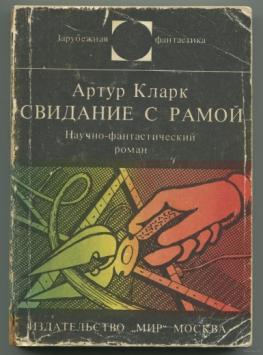 Зарубежная фантастика
Артур Кларк
СВИДАНИЕ С РАМОЙ
Научно-фантастический
роман
ИЗДАТЕЛЬСТВО „МИР“ МОСКВА